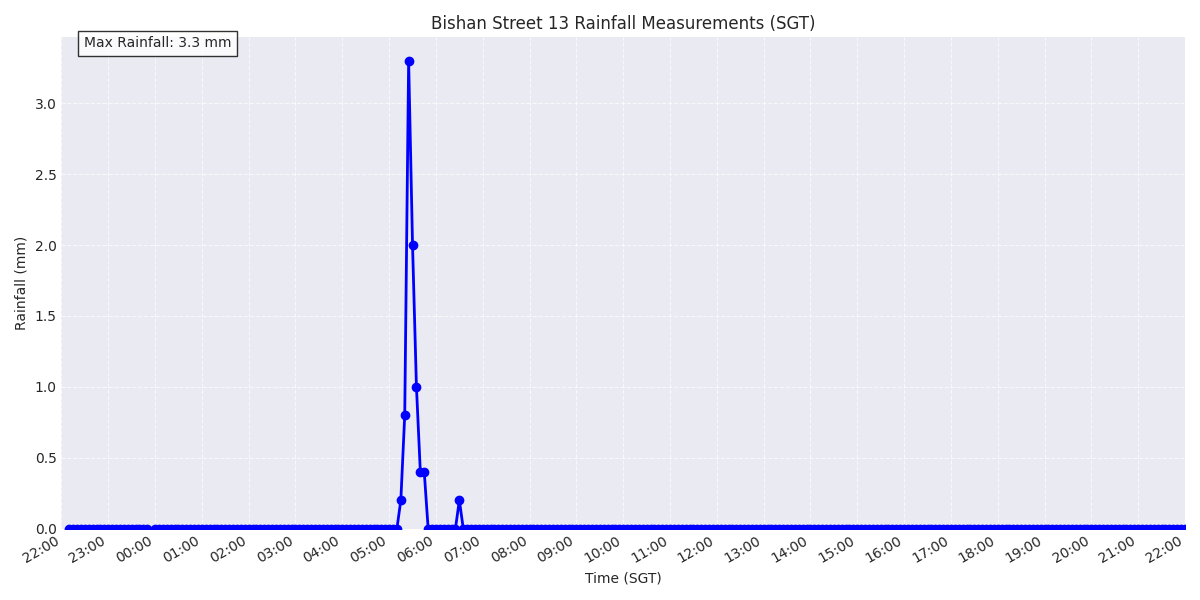 Bishan Street 13 Rainfall Measurements (SGT)
Max Rainfall: 3.3 mm
3.0
2.5
2.0
1.5
1.0
0.5
0.0
Rainfall (mm)
22:00 23:00 00:00 01:00 02:00 03:00 04:00 05:00 06:00 07:00 08:00 09:00 10:00 11:00 12:00 13:00 14:00 15:00 16:00 17:00 18:00 19:00 20:00 21:00 22:00
Time (SGT)